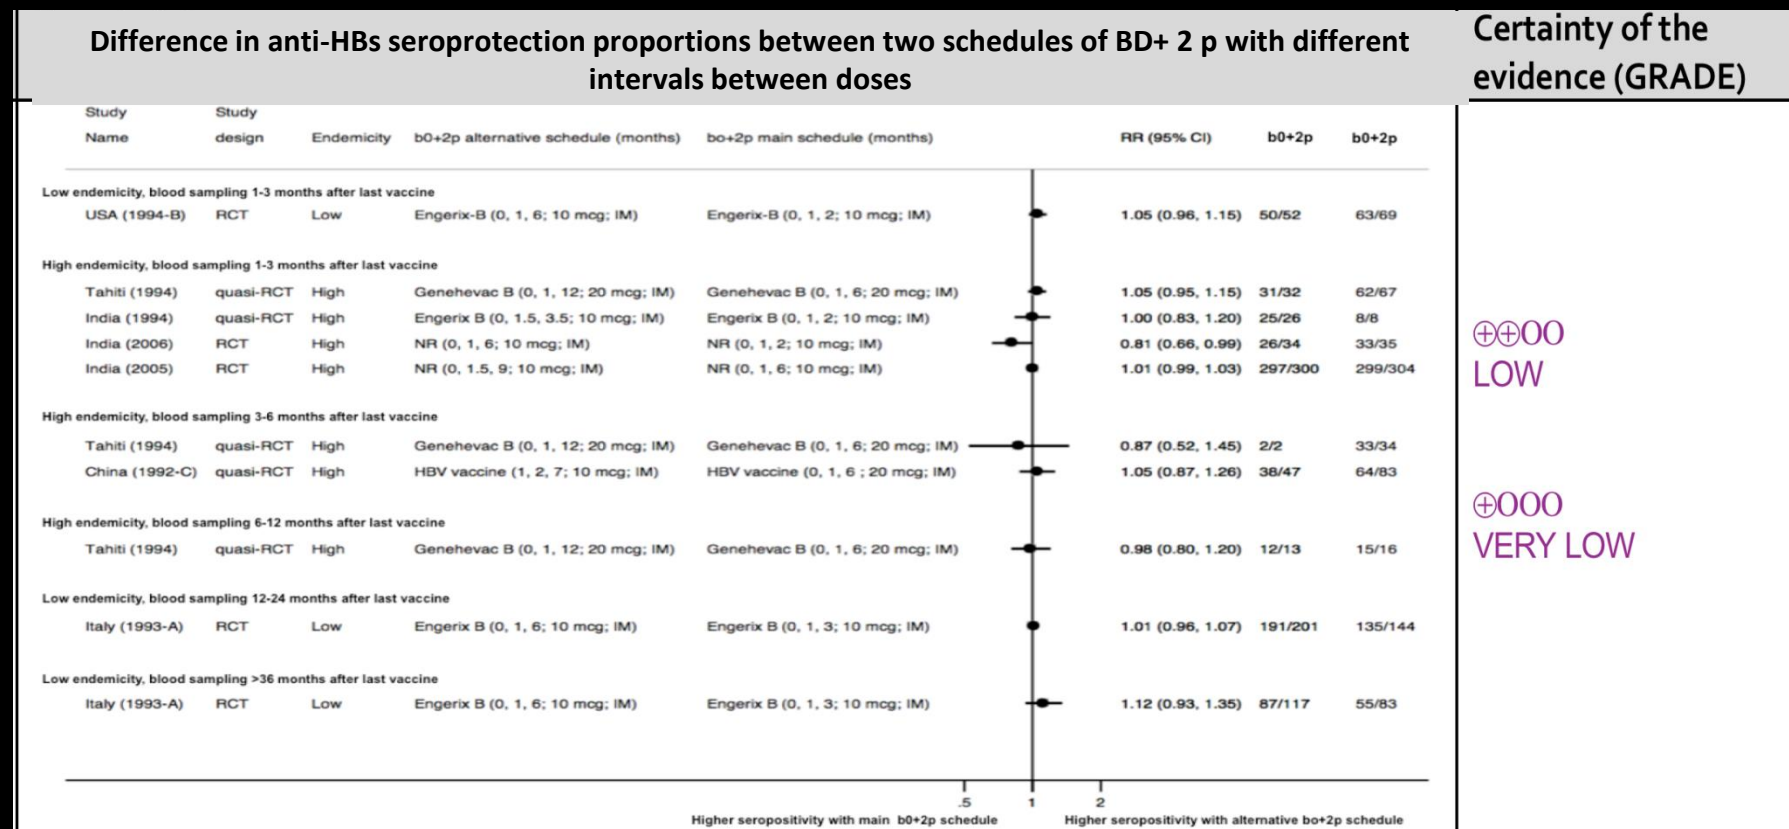 Difference in anti-HBs seroprotection proportions between two schedules of BD+ 2 p with different
intervals between doses
Certainty of the
evidence (GRADE)
Study Study
Name design Endemicity b0+2p alternative schedule (months) bo+2p main schedule (months) RR (95% CI) b0+2p b0+2p
Low endemicity, blood sampling 1-3 months after last vaccine
USA (1994-B) RCT Low Engerix-B (0, 1, 6; 10 mcg; IM) Engerix-B (0, 1, 2; 10 mcg; IM) 1.05 (0.96, 1.15) 50/52 63/69
High endemicity, blood sampling 1-3 months after last vaccine
Tahiti (1994) quasi-RCT High Genehevac B (0, 1, 12; 20 mcg; IM) Genehevac B (0, 1, 6; 20 mcg; IM) 1.05 (0.95, 1.15) 31/32 62/67
India (1994) quasi-RCT High Engerix B (0, 1.5, 3.5; 10 mcg; IM) Engerix B (0, 1, 2; 10 mcg; IM) 1.00 (0.83, 1.20) 25/26 8/8
India (2006) RCT High NR (0, 1, 6; 10 mcg; IM) NR (0, 1, 2; 10 mcg; IM) 0.81 (0.66, 0.99) 26/34 33/35
India (2005) RCT High NR (0, 1.5, 9; 10 mcg; IM) NR (0, 1, 6; 10 mcg; IM) 1.01 (0.99, 1.03) 297/300 299/304
High endemicity, blood sampling 3-6 months after last vaccine
Tahiti (1994) quasi-RCT High Genehevac B (0, 1, 12; 20 mcg; IM) Genehevac B (0, 1, 6; 20 mcg; IM) 0.87 (0.52, 1.45) 2/2 33/34
China (1992-C) quasi-RCT High HBV vaccine (1, 2, 7; 10 mcg; IM) HBV vaccine (0, 1, 6 ; 20 mcg; IM) 1.05 (0.87, 1.26) 38/47 64/83
High endemicity, blood sampling 6-12 months after last vaccine
Tahiti (1994) quasi-RCT High Genehevac B (0, 1, 12; 20 mcg; IM) Genehevac B (0, 1, 6; 20 mcg; IM) 0.98 (0.80, 1.20) 12/13 15/16
Low endemicity, blood sampling 12-24 months after last vaccine
Italy (1993-A) RCT Low Engerix B (0, 1, 6; 10 mcg; IM) Engerix B (0, 1, 3; 10 mcg; IM) 1.01 (0.96, 1.07) 191/201 135/144
Low endemicity, blood sampling >36 months after last vaccine
Italy (1993-A) RCT Low Engerix B (0, 1, 6; 10 mcg; IM) Engerix B (0, 1, 3; 10 mcg; IM) 1.12 (0.93, 1.35) 87/117 55/83
.5 1 2
Higher seropositivity with main b0+2p schedule Higher seropositivity with alternative bo+2p schedule
⊕⊕OO
LOW
⊕OOO
VERY LOW